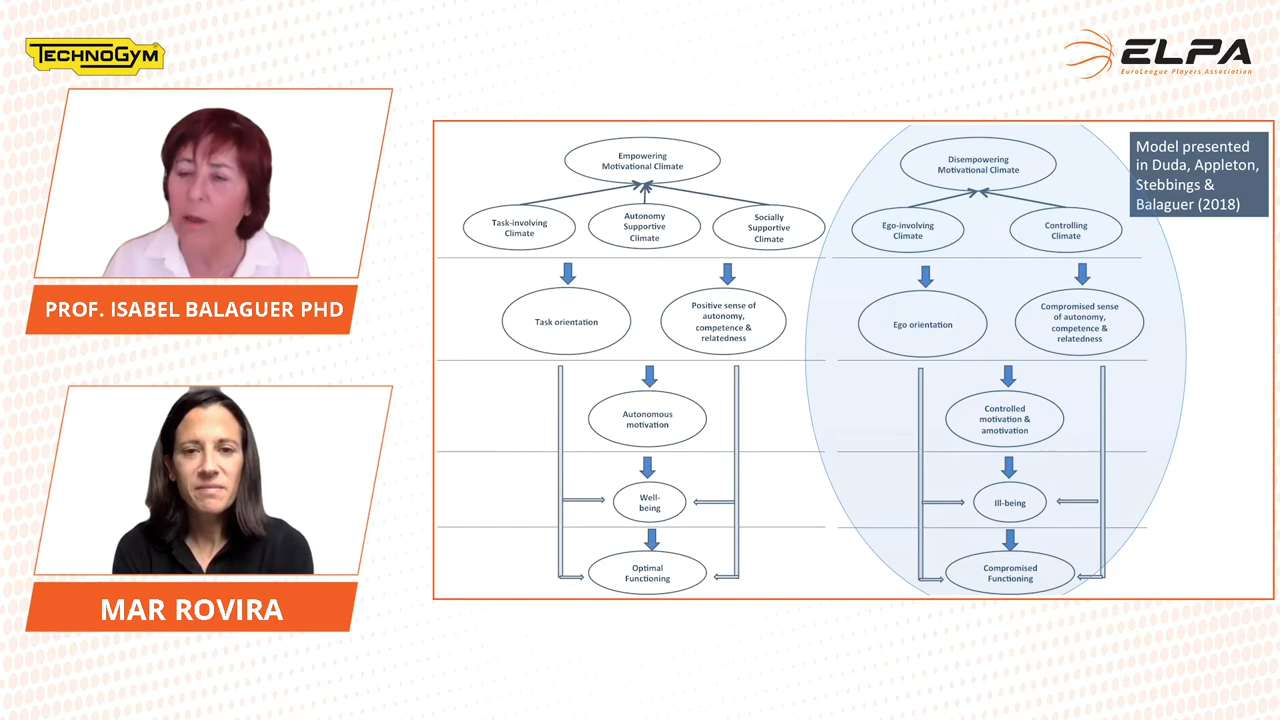 TECHNOGYM
ELPA
EuroLeague Players Association
PROF. ISABEL BALAGUER PHD
MAR ROVIRA
Model presented
in Duda, Appleton,
Stebbings &
Balaguer (2018)
Empowering
Motivational Climate
Task-involving
Climate
Autonomy
Supportive
Climate
Socially
Supportive
Climate
Task orientation
Positive sense of
autonomy,
competence &
relatedness
Autonomous
motivation
Well-
being
Optimal
Functioning
Disempowering
Motivational Climate
Ego-involving
Climate
Controlling
Climate
Ego orientation
Compromised sense
of autonomy,
competence &
relatedness
Controlled
motivation &
amotivation
Ill-being
Compromised
Functioning